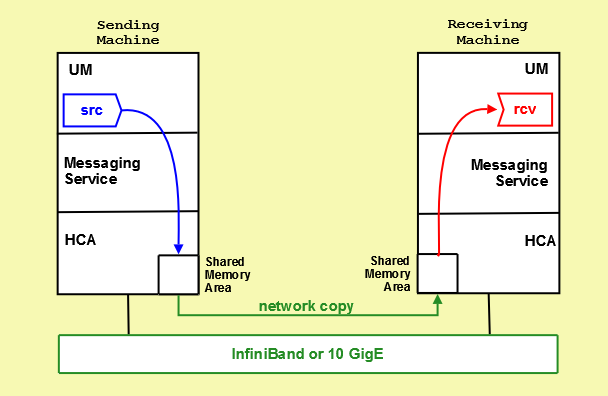 Sending
Machine
UM
src
Messaging
Service
HCA
Shared
Memory
Area
Receiving
Machine
UM
rcv
Messaging
Service
HCA
Shared
Memory
Area
network copy
InfiniBand or 10 GigE